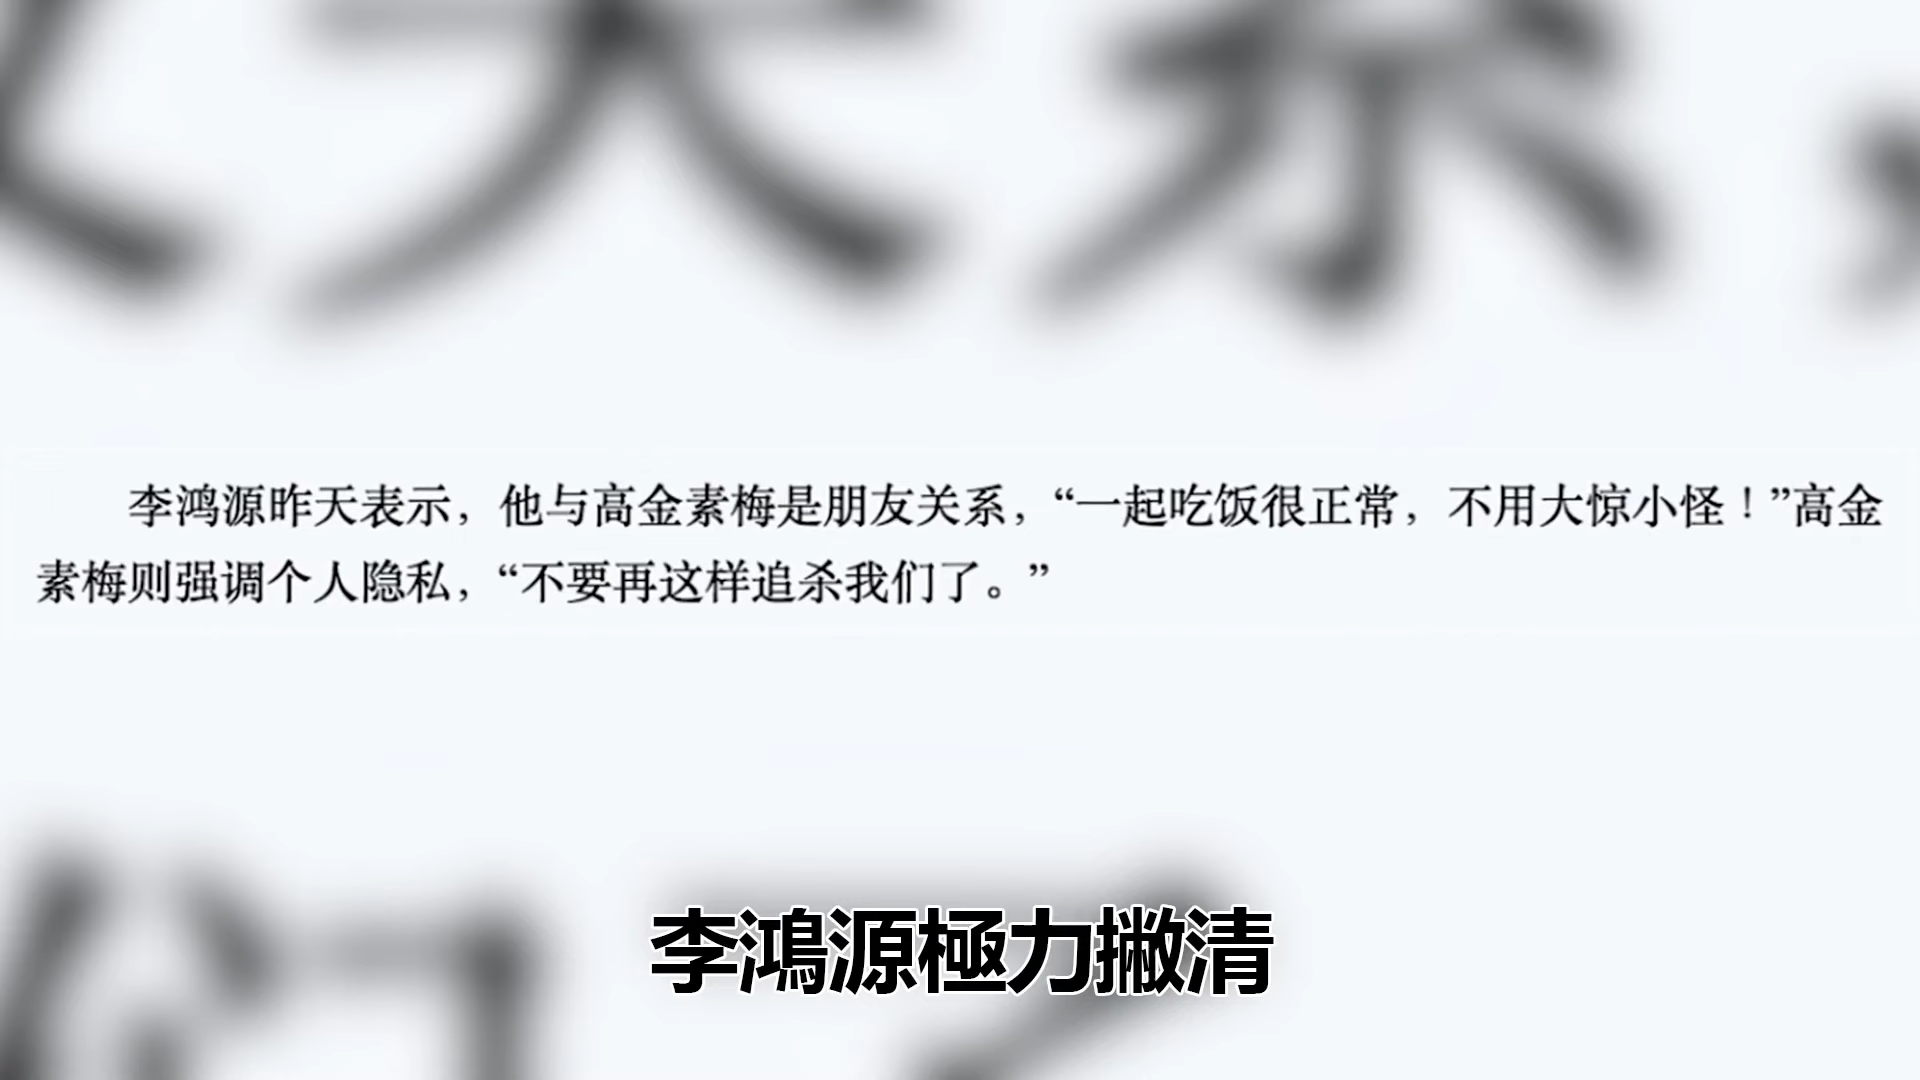 李鸿源昨天表示，他与高金素梅是朋友关系，“一起吃饭很正常，不用大惊小怪！”高金
素梅则强调个人隐私，“不要再这样追杀我们了。”
李鴻源極力撇清